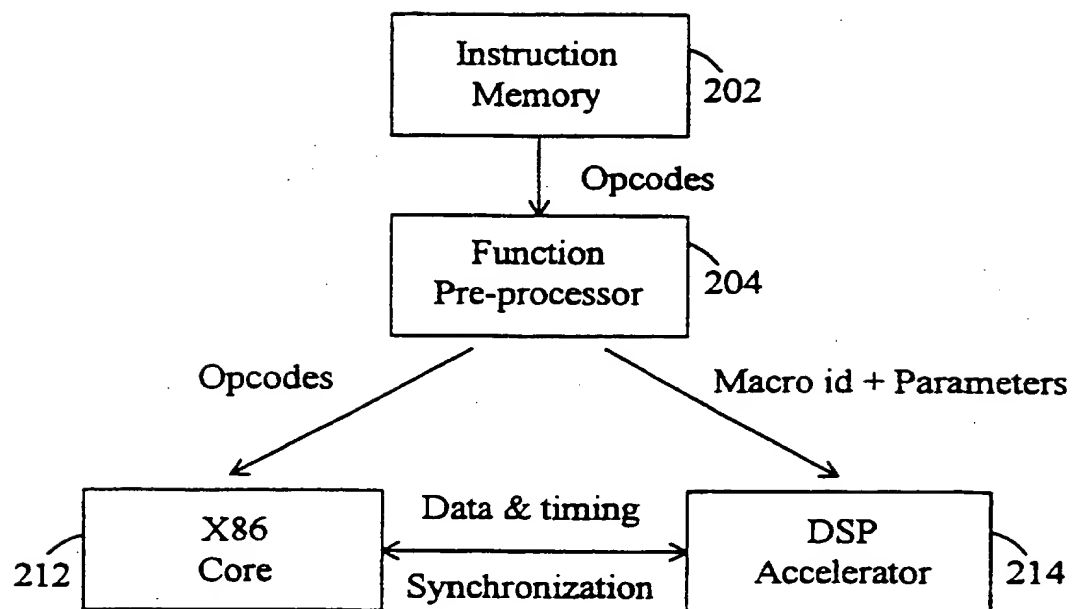 Instruction
Memory
202
Opcodes
Function
Pre-processor
204
Opcodes
Macro id + Parameters
X86
Core
212
Data & timing
Synchronization
DSP
Accelerator
214